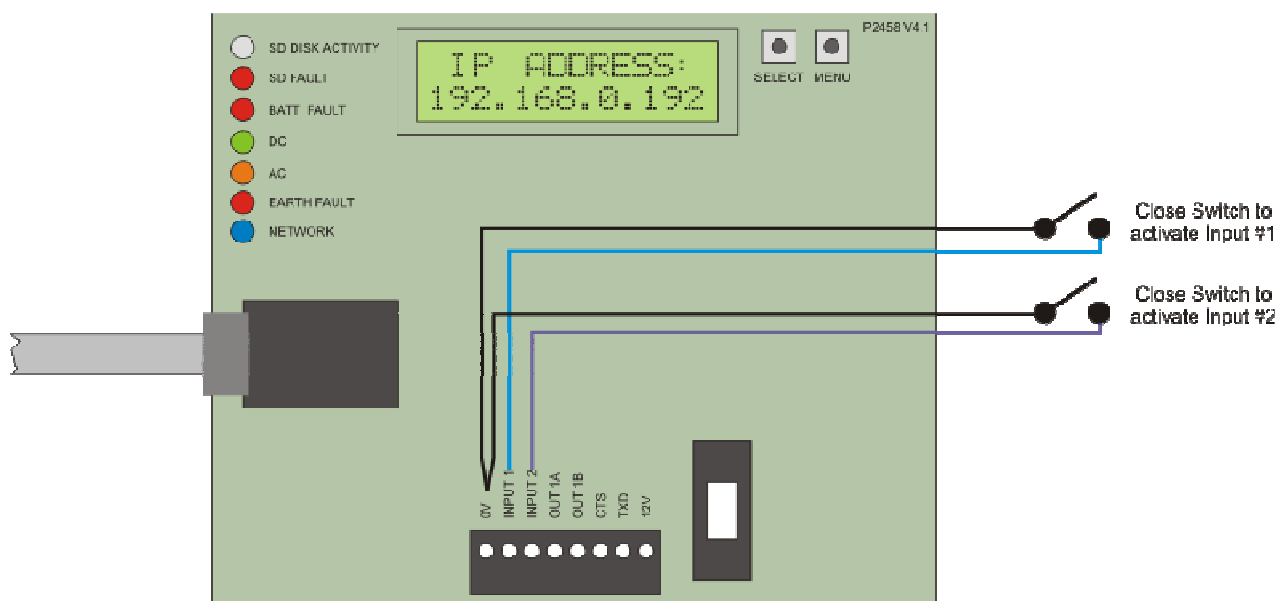 P2458 V4.1
SD DISK ACTIVITY
SD FAULT
BATT FAULT
DC
AC
EARTH FAULT
NETWORK
IP ADDRESS:
192.168.0.192
SELECT
MENU
Close Switch to
activate Input #1
Close Switch to
activate Input #2
0V
INPUT 1
INPUT 2
OUT 1A
OUT 1B
CTS
TXD
12V